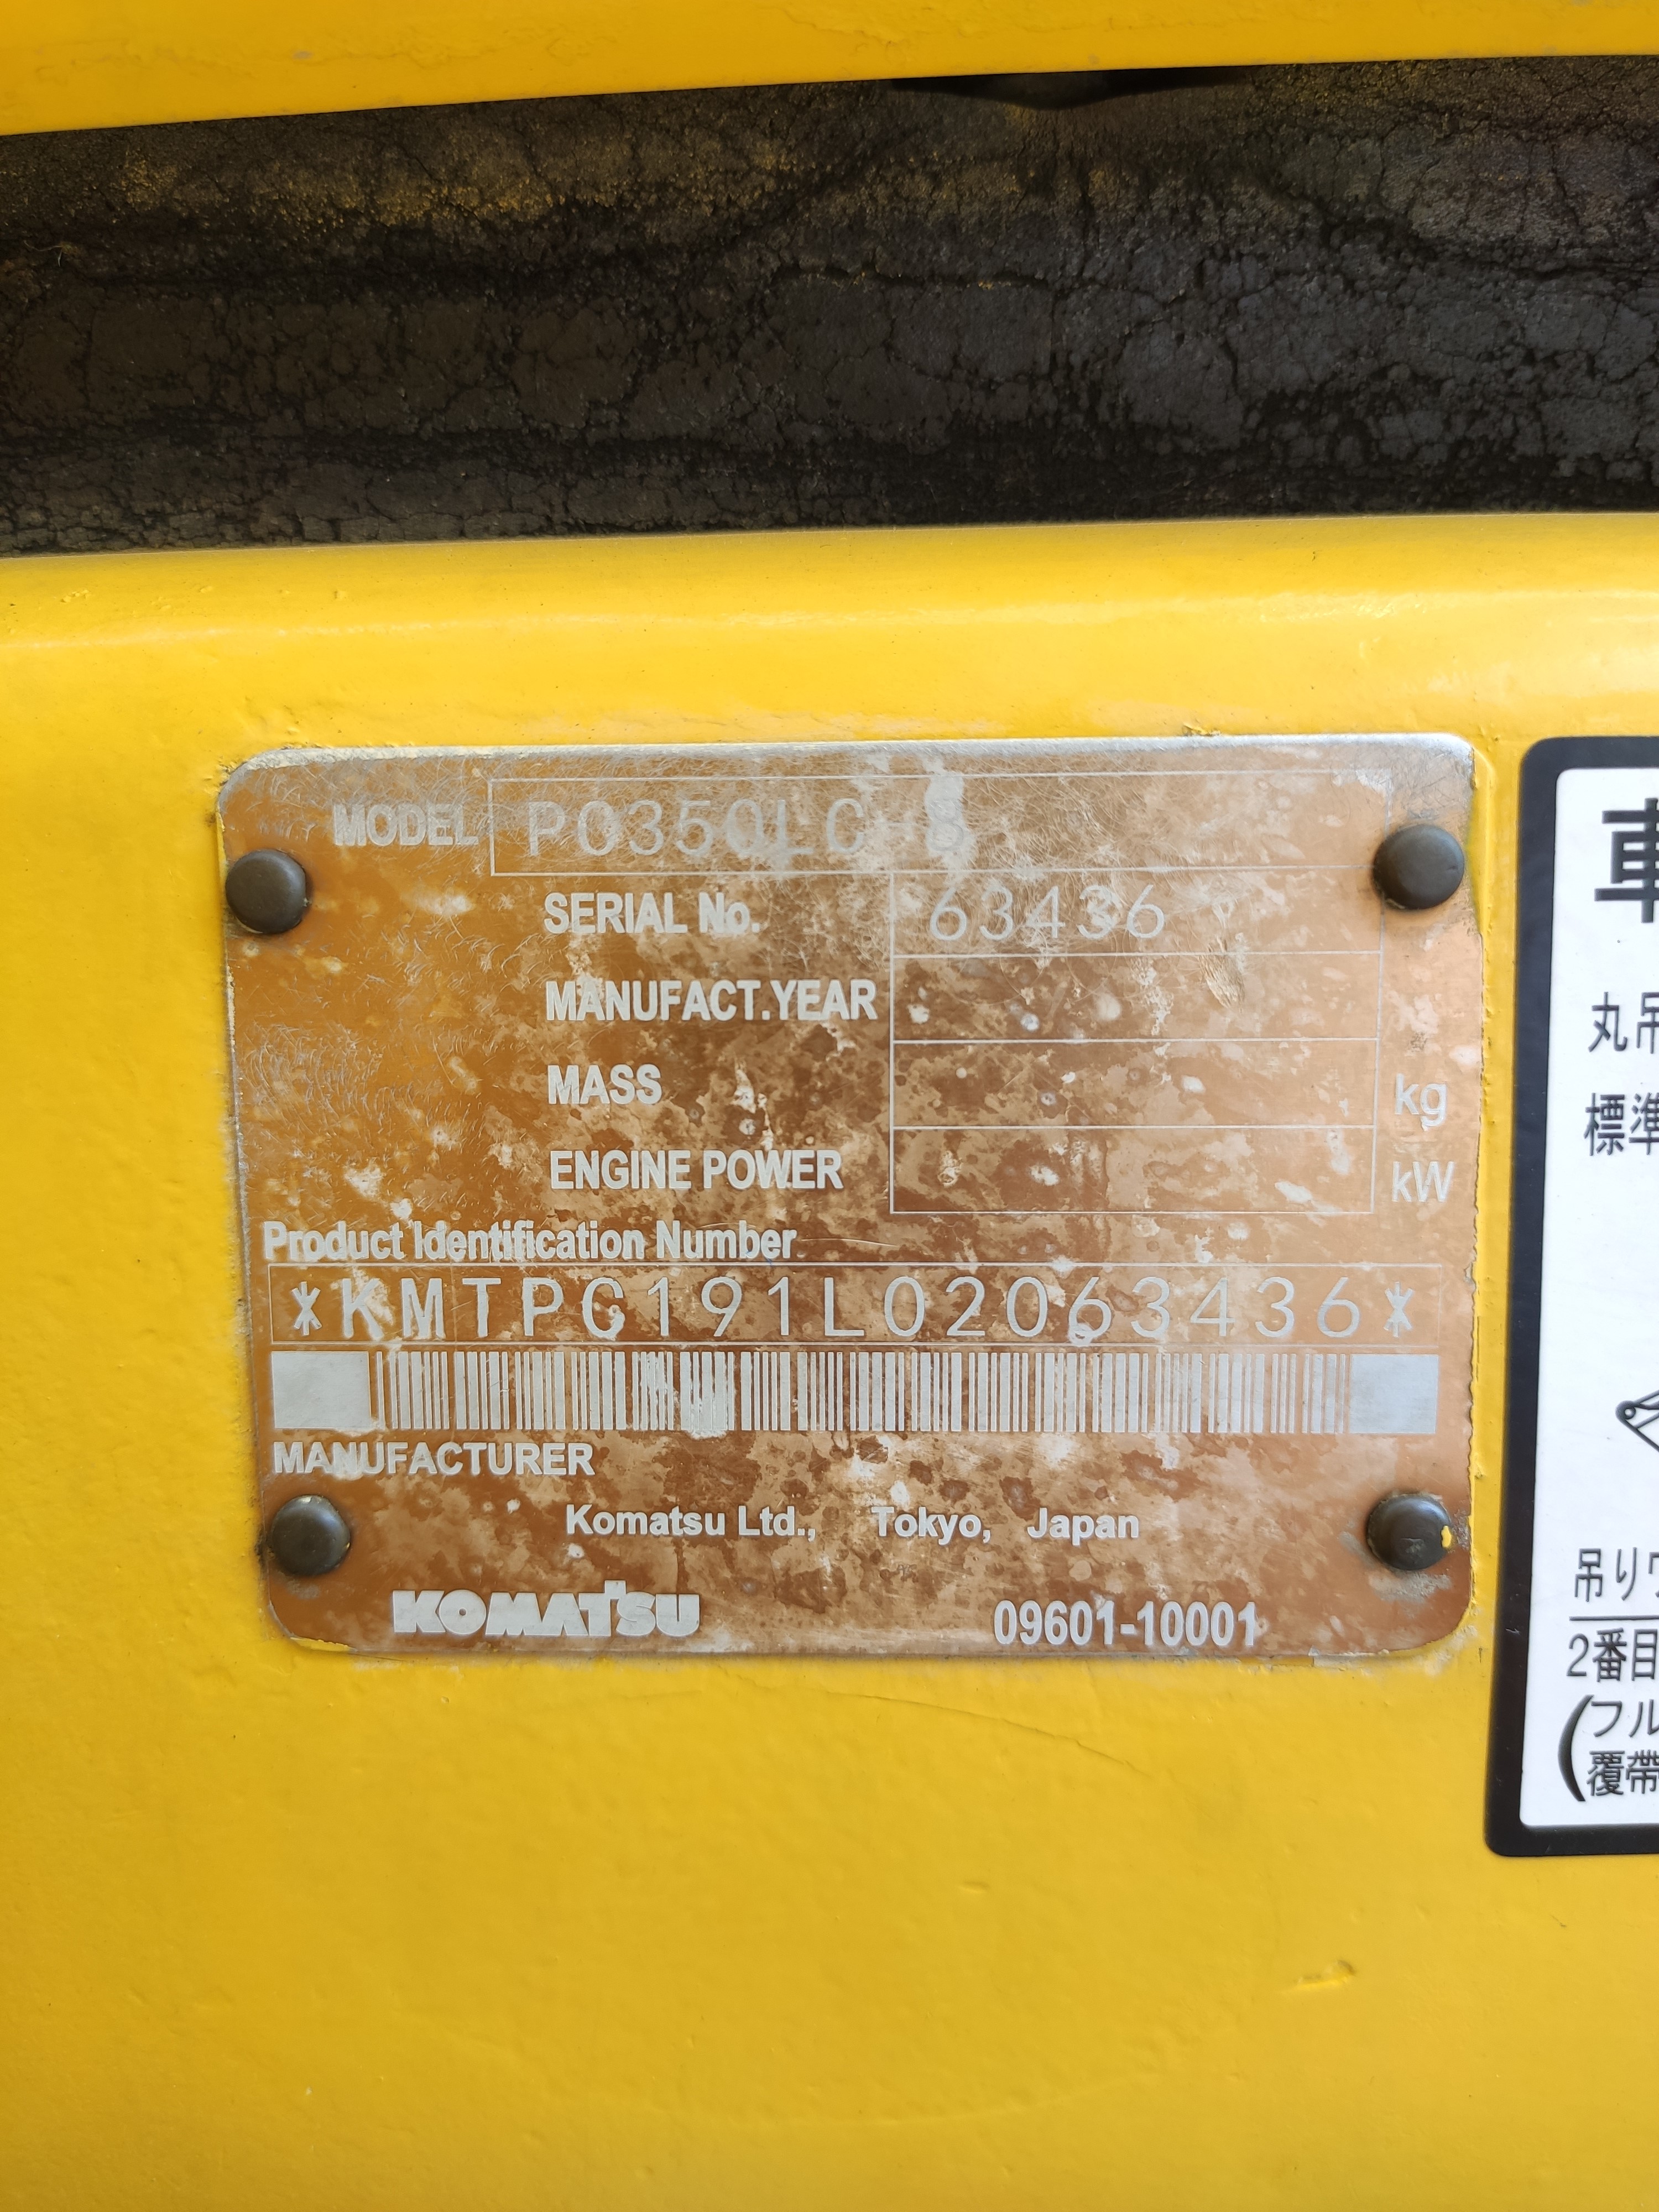 MODEL PC350LC-8
SERIAL No. 63436
MANUFACT.YEAR
MASS kg
ENGINE POWER kW
Product Identification Number
*KMTPC191L02063436*
MANUFACTURER
Komatsu Ltd., Tokyo, Japan
KOMATSU 09601-10001
車
丸吊
標準
吊りワ
2番目
(フル
覆帯